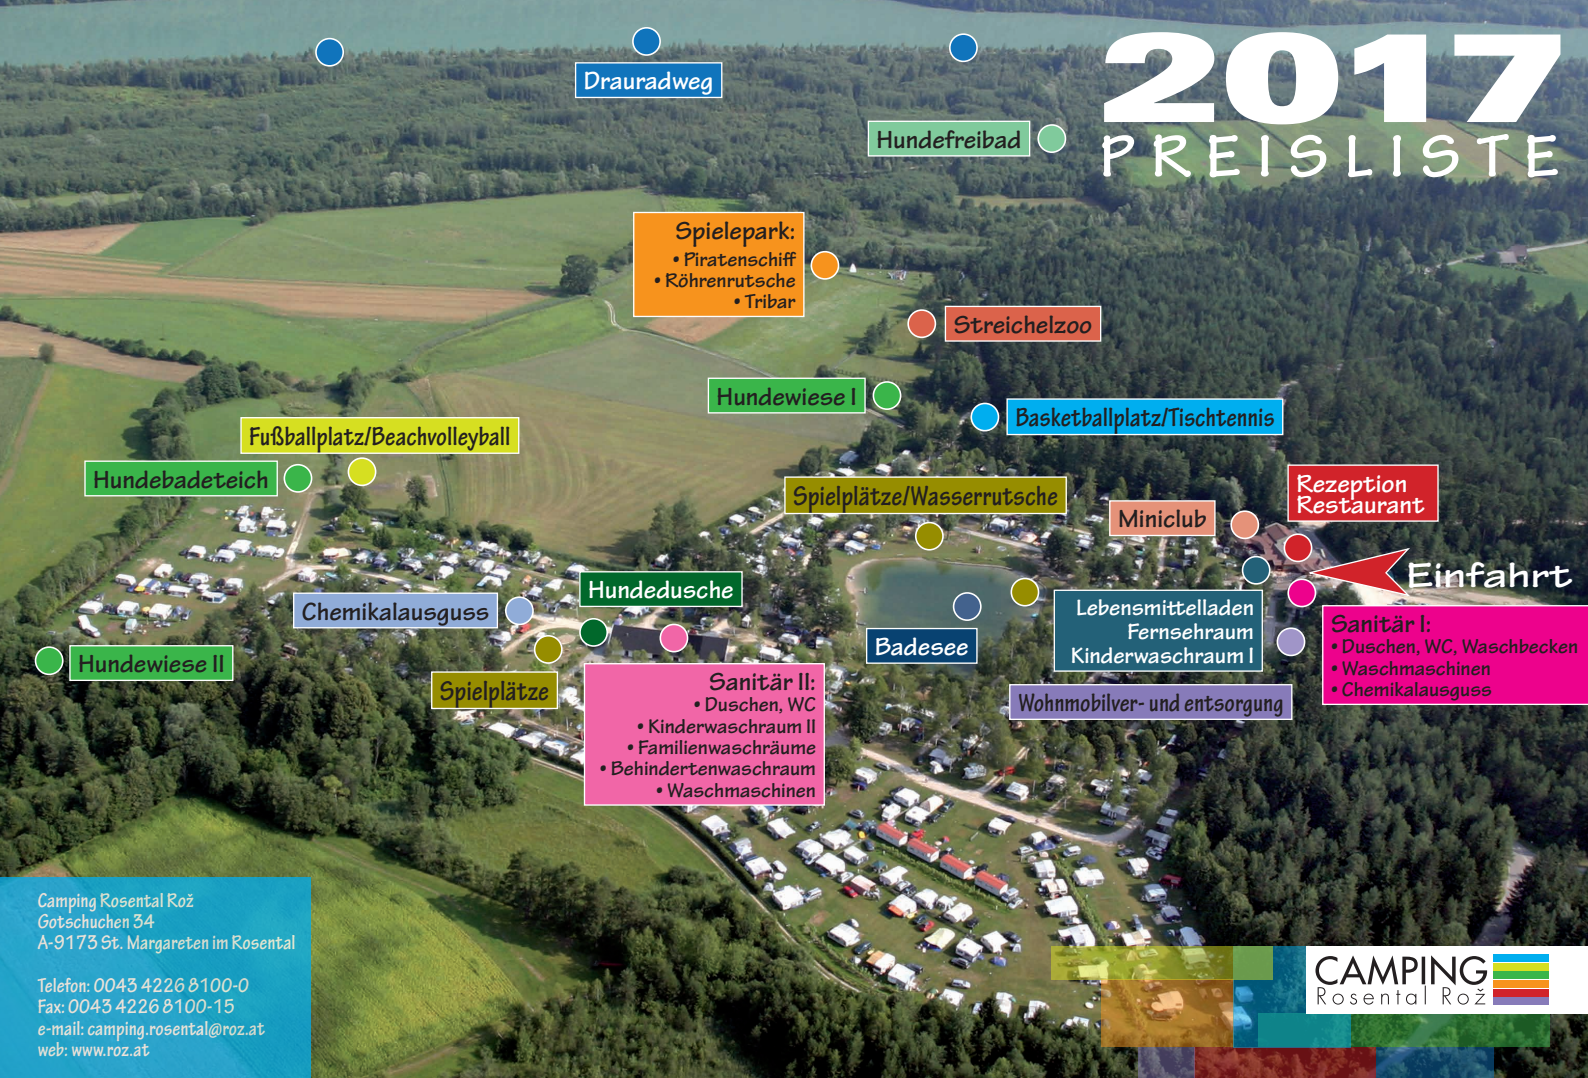 2017
PREISLISTE
Drauradweg
Hundefreibad
Spielepark:
• Piratenschiff
• Röhrenrutsche
• Tribar
Streichelzoo
Hundewiese I
Basketballplatz/Tischtennis
Fußballplatz/Beachvolleyball
Hundebadeteich
Spielplätze/Wasserrutsche
Miniclub
Rezeption
Restaurant
Einfahrt
Hundedusche
Chemikalausguss
Lebensmittelladen
Fernsehraum
Kinderwaschraum I
Sanitär I:
• Duschen, WC, Waschbecken
• Waschmaschinen
• Chemikalausguss
Badesee
Hundewiese II
Spielplätze
Sanitär II:
• Duschen, WC
• Kinderwaschraum II
• Familienwaschräume
• Behindertenwaschraum
• Waschmaschinen
Wohnmobilver- und entsorgung
Camping Rosental Rož
Gotschuchen 34
A-9173 St. Margareten im Rosental
Telefon: 0043 4226 8100-0
Fax: 0043 4226 8100-15
e-mail: camping.rosental@roz.at
web: www.roz.at
CAMPING
Rosental Rož